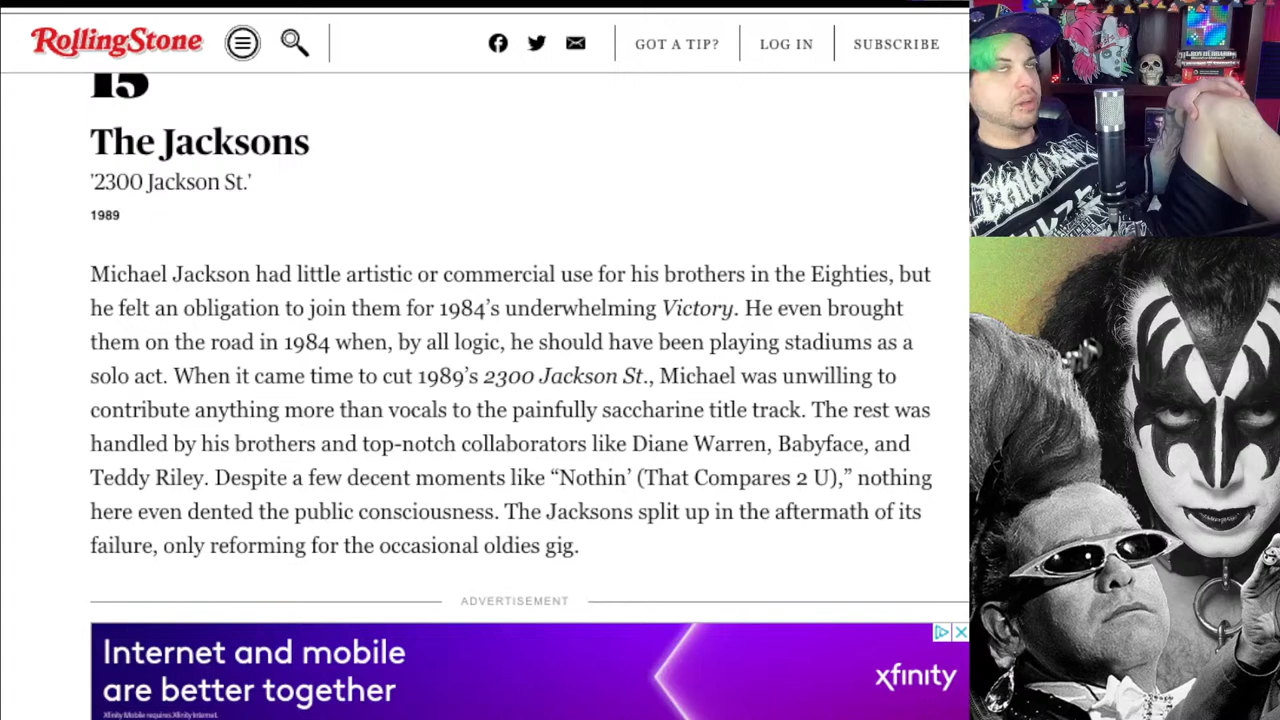 RollingStone
GOT A TIP?
LOG IN
SUBSCRIBE
15
The Jacksons
'2300 Jackson St.'
1989
Michael Jackson had little artistic or commercial use for his brothers in the Eighties, but
he felt an obligation to join them for 1984’s underwhelming Victory. He even brought
them on the road in 1984 when, by all logic, he should have been playing stadiums as a
solo act. When it came time to cut 1989’s 2300 Jackson St., Michael was unwilling to
contribute anything more than vocals to the painfully saccharine title track. The rest was
handled by his brothers and top-notch collaborators like Diane Warren, Babyface, and
Teddy Riley. Despite a few decent moments like “Nothin’ (That Compares 2 U),” nothing
here even dented the public consciousness. The Jacksons split up in the aftermath of its
failure, only reforming for the occasional oldies gig.
ADVERTISEMENT
Internet and mobile
are better together
xfinity
Xfinity Mobile requires Xfinity Internet.